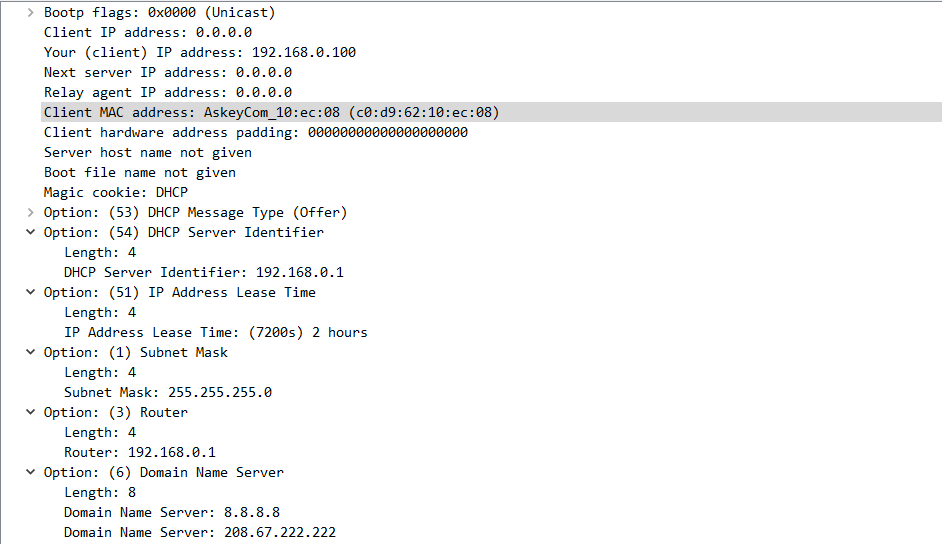 Bootp flags: 0x0000 (Unicast)
Client IP address: 0.0.0.0
Your (client) IP address: 192.168.0.100
Next server IP address: 0.0.0.0
Relay agent IP address: 0.0.0.0
Client MAC address: AskeyCom_10:ec:08 (c0:d9:62:10:ec:08)
Client hardware address padding: 00000000000000000000
Server host name not given
Boot file name not given
Magic cookie: DHCP
Option: (53) DHCP Message Type (Offer)
Option: (54) DHCP Server Identifier
Length: 4
DHCP Server Identifier: 192.168.0.1
Option: (51) IP Address Lease Time
Length: 4
IP Address Lease Time: (7200s) 2 hours
Option: (1) Subnet Mask
Length: 4
Subnet Mask: 255.255.255.0
Option: (3) Router
Length: 4
Router: 192.168.0.1
Option: (6) Domain Name Server
Length: 8
Domain Name Server: 8.8.8.8
Domain Name Server: 208.67.222.222